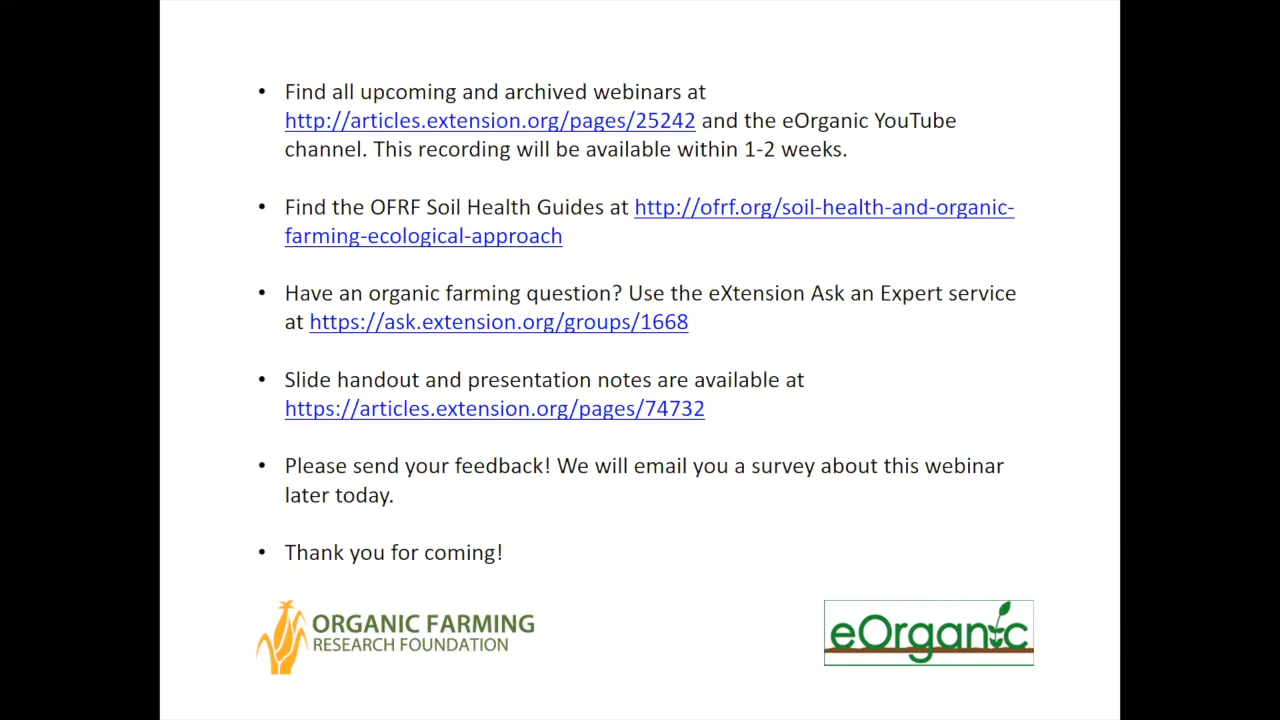 • Find all upcoming and archived webinars at
http://articles.extension.org/pages/25242 and the eOrganic YouTube
channel. This recording will be available within 1-2 weeks.
• Find the OFRF Soil Health Guides at http://ofrf.org/soil-health-and-organic-
farming-ecological-approach
• Have an organic farming question? Use the eXtension Ask an Expert service
at https://ask.extension.org/groups/1668
• Slide handout and presentation notes are available at
https://articles.extension.org/pages/74732
• Please send your feedback! We will email you a survey about this webinar
later today.
• Thank you for coming!
ORGANIC FARMING
RESEARCH FOUNDATION
eOrganic